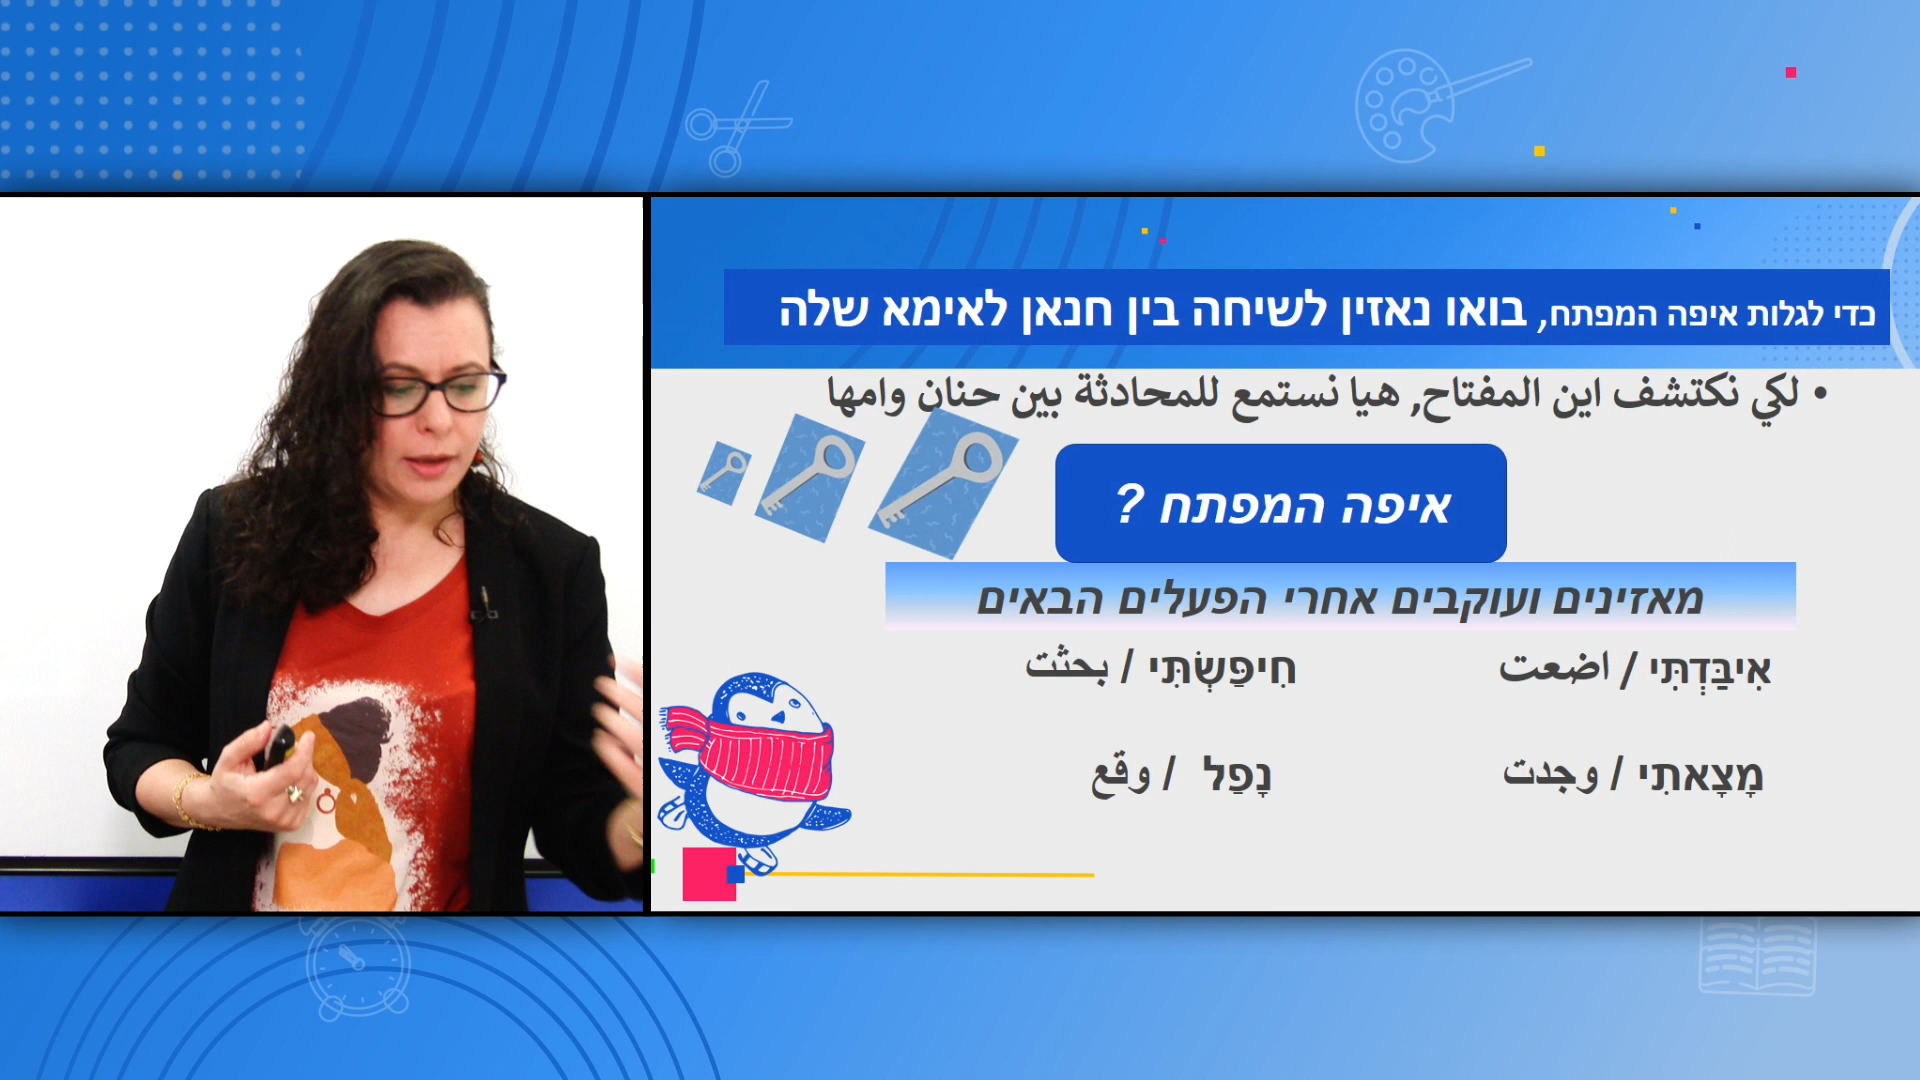 כדי לגלות איפה המפתח, בואו נאזין לשיחה בין חנאן לאימא שלה
• لكي نكتشف اين المفتاح, هيا نستمع للمحادثة بين حنان وامها
איפה המפתח ?
מאזינים ועוקבים אחרי הפעלים הבאים
אִיבַּדְתִּי / اضعت
חִיפַּשְׂתִּי / بحثت
מָצָאתִי / وجدت
נָפַל / وقع